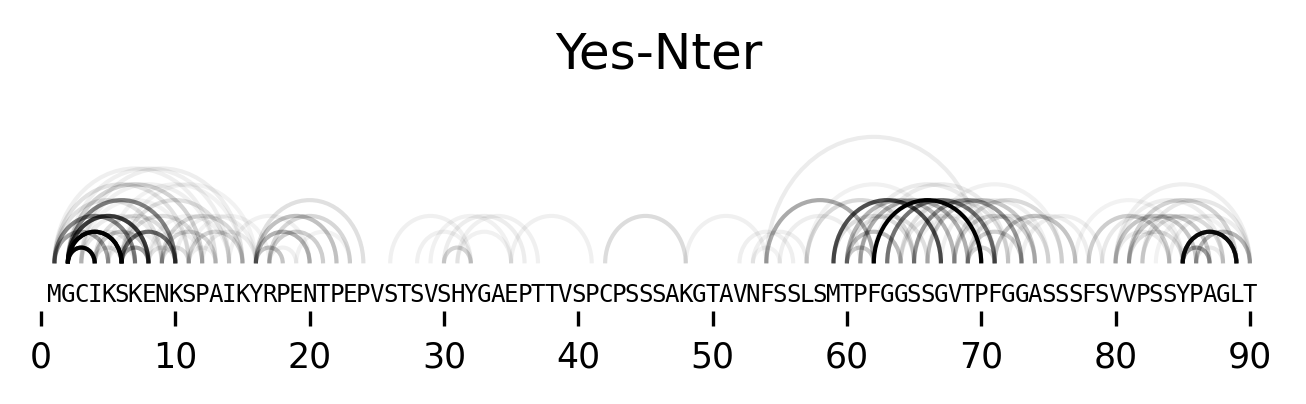 Yes-Nter
MGCIKSKENKSPAIKYRPENTPEPVSTSVSHYGAEPTTVSPCPSSSAKGTAVNFSSLSMTPFGGSSGVTPFGGASSSFSVVPSSYPAGLT
0 10 20 30 40 50 60 70 80 90